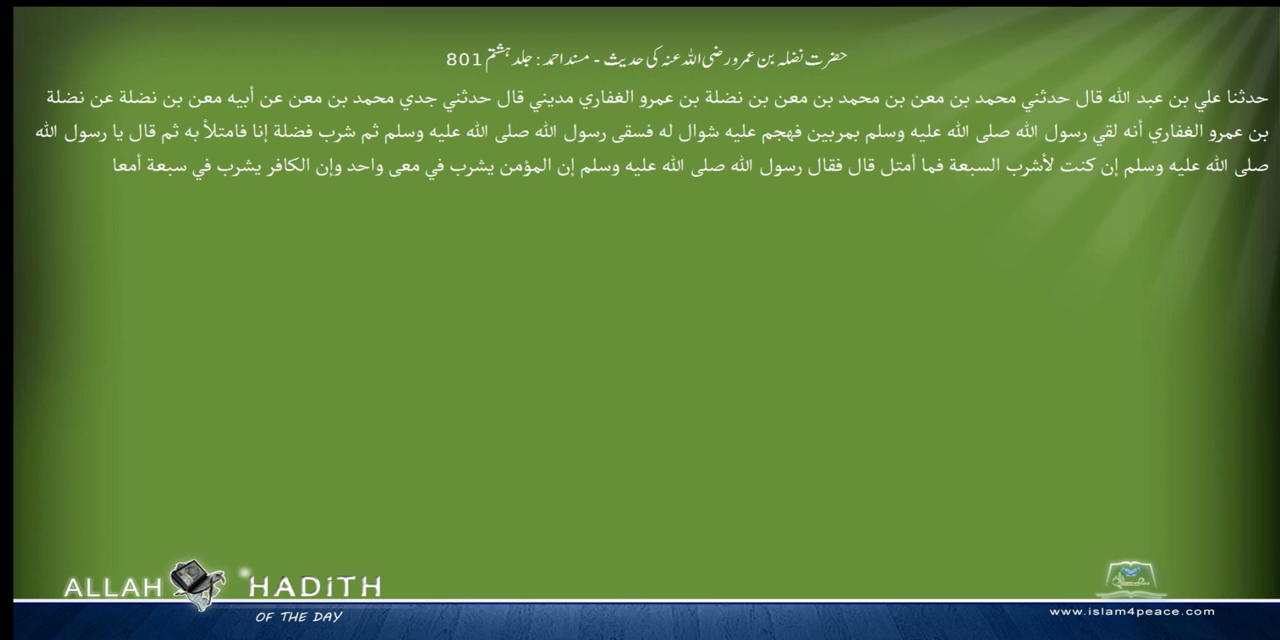 حضرت نضلہ بن عمرو رضی اللہ عنہ کی حدیث - مسند احمد : جلد ہشتم 801
حدثنا علي بن عبد الله قال حدثني محمد بن معن بن محمد بن معن بن نضلة بن عمرو الغفاري مديني قال حدثني جدي محمد بن معن عن أبيه معن بن نضلة عن نضلة
بن عمرو الغفاري أنه لقي رسول الله صلى الله عليه وسلم بمربين فهجم عليه شوال له فسقى رسول الله صلى الله عليه وسلم ثم شرب فضلة إنا فامتلأ به ثم قال يا رسول الله
صلى الله عليه وسلم إن كنت لأشرب السبعة فما أمتل قال فقال رسول الله صلى الله عليه وسلم إن المؤمن يشرب في معى واحد وإن الكافر يشرب في سبعة أمعا
ALLAH HADITH
OF THE DAY
www.islam4peace.com